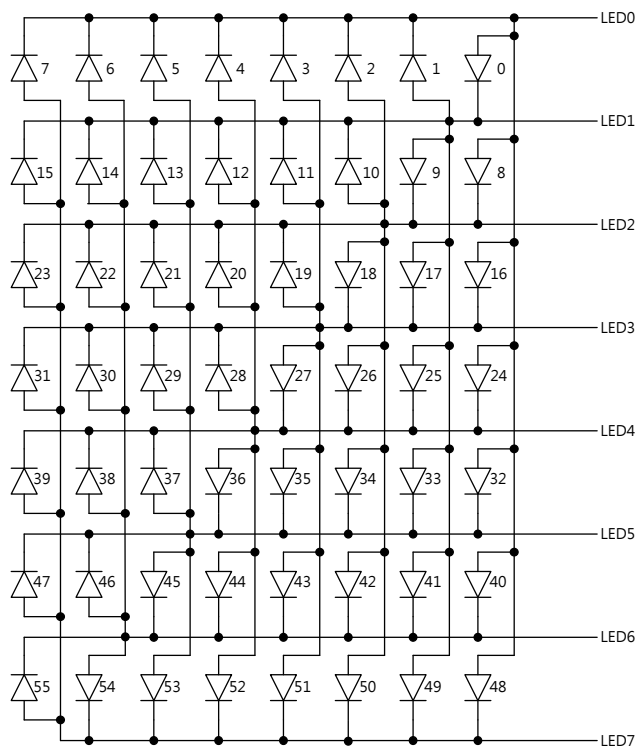 LED0
7 6 5 4 3 2 1 0
LED1
15 14 13 12 11 10 9 8
LED2
23 22 21 20 19 18 17 16
LED3
31 30 29 28 27 26 25 24
LED4
39 38 37 36 35 34 33 32
LED5
47 46 45 44 43 42 41 40
LED6
55 54 53 52 51 50 49 48
LED7